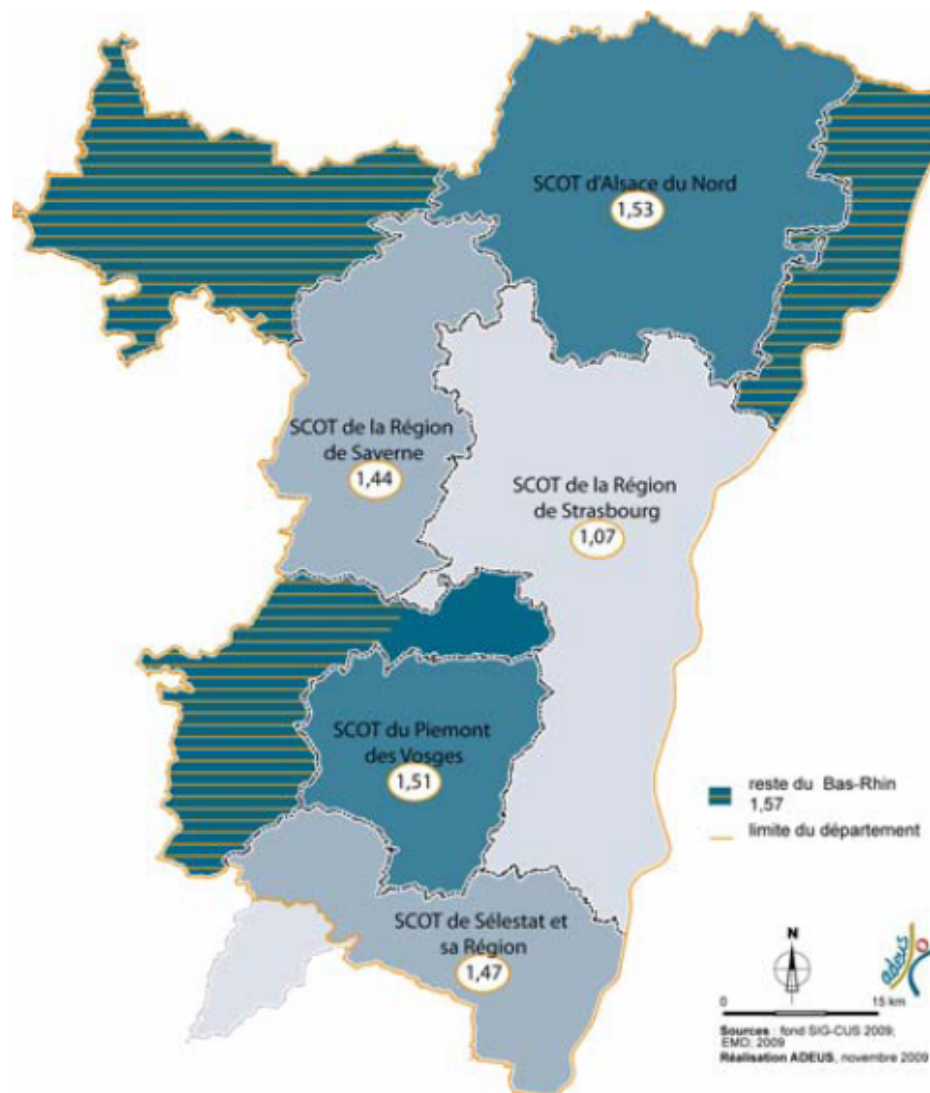 SCOT d'Alsace du Nord
1,53
SCOT de la Région
de Saverne
1,44
SCOT de la Région
de Strasbourg
1,07
SCOT du Piemont
des Vosges
1,51
reste du Bas-Rhin
1,57
limite du département
SCOT de Sélestat et
sa Région
1,47
N
adeus
0 15 km
Sources : fond SIG-CUS 2009;
EMD; 2009
Réalisation ADEUS, novembre 2009